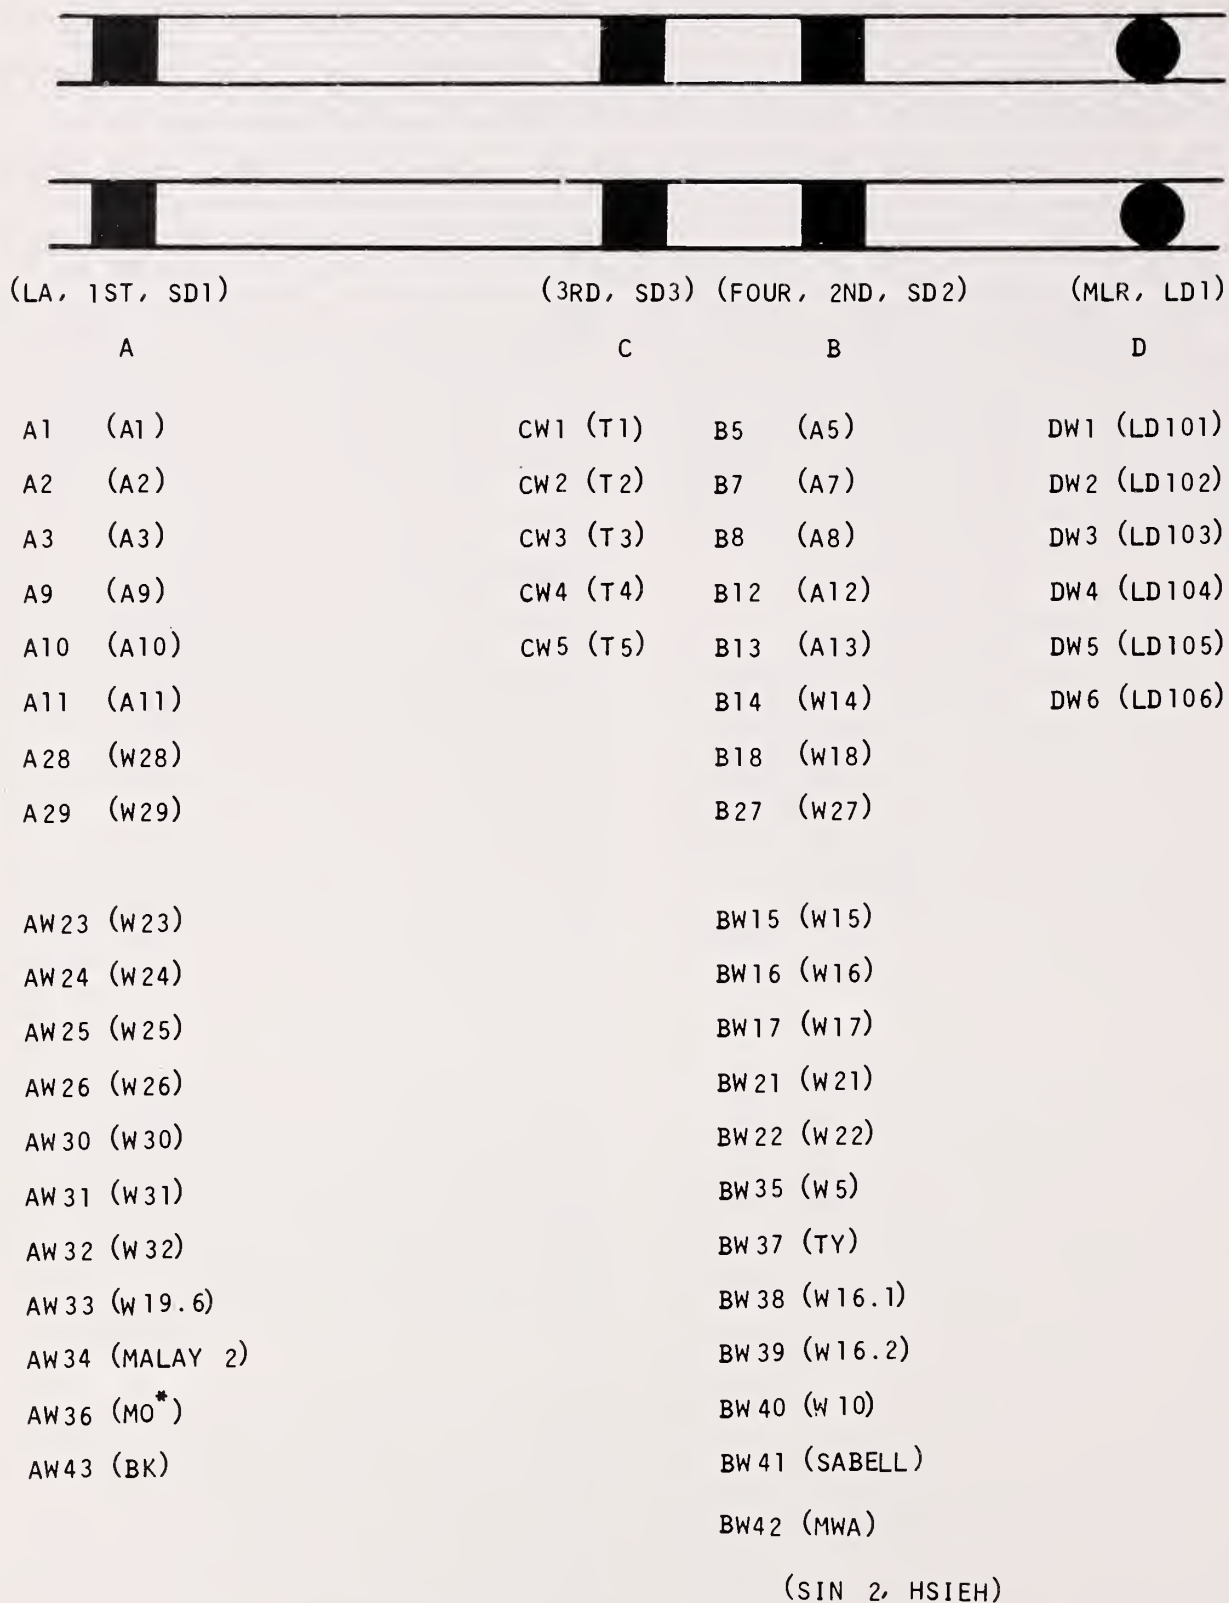 (LA, 1ST, SD1) (3RD, SD3) (FOUR, 2ND, SD2) (MLR, LD1)
A C B D
A1 (A1) CW1 (T1) B5 (A5) DW1 (LD101)
A2 (A2) CW2 (T2) B7 (A7) DW2 (LD102)
A3 (A3) CW3 (T3) B8 (A8) DW3 (LD103)
A9 (A9) CW4 (T4) B12 (A12) DW4 (LD104)
A10 (A10) CW5 (T5) B13 (A13) DW5 (LD105)
A11 (A11) B14 (W14) DW6 (LD106)
A28 (W28) B18 (W18)
A29 (W29) B27 (W27)
AW23 (W23) BW15 (W15)
AW24 (W24) BW16 (W16)
AW25 (W25) BW17 (W17)
AW26 (W26) BW21 (W21)
AW30 (W30) BW22 (W22)
AW31 (W31) BW35 (W5)
AW32 (W32) BW37 (TY)
AW33 (W19.6) BW38 (W16.1)
AW34 (MALAY 2) BW39 (W16.2)
AW36 (MO*) BW40 (W10)
AW43 (BK) BW41 (SABELL)
BW42 (MWA)
(SIN 2, HSIEH)